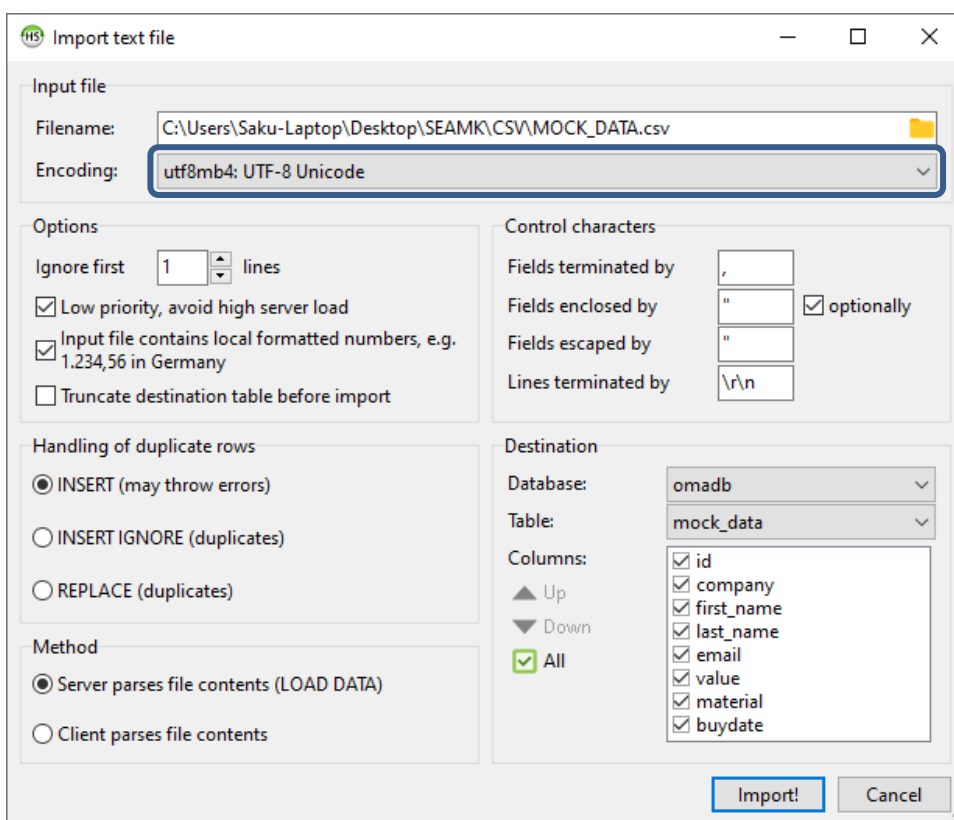 HS Import text file
Input file
Filename: C:\Users\Saku-Laptop\Desktop\SEAMK\CSV\MOCK_DATA.csv
Encoding: utf8mb4: UTF-8 Unicode
Options
Ignore first 1 lines
Low priority, avoid high server load
Input file contains local formatted numbers, e.g.
1.234,56 in Germany
Truncate destination table before import
Control characters
Fields terminated by ,
Fields enclosed by " optionally
Fields escaped by "
Lines terminated by \r\n
Handling of duplicate rows
INSERT (may throw errors)
INSERT IGNORE (duplicates)
REPLACE (duplicates)
Method
Server parses file contents (LOAD DATA)
Client parses file contents
Destination
Database: omadb
Table: mock_data
Columns:
Up
Down
All
id
company
first_name
last_name
email
value
material
buydate
Import! Cancel